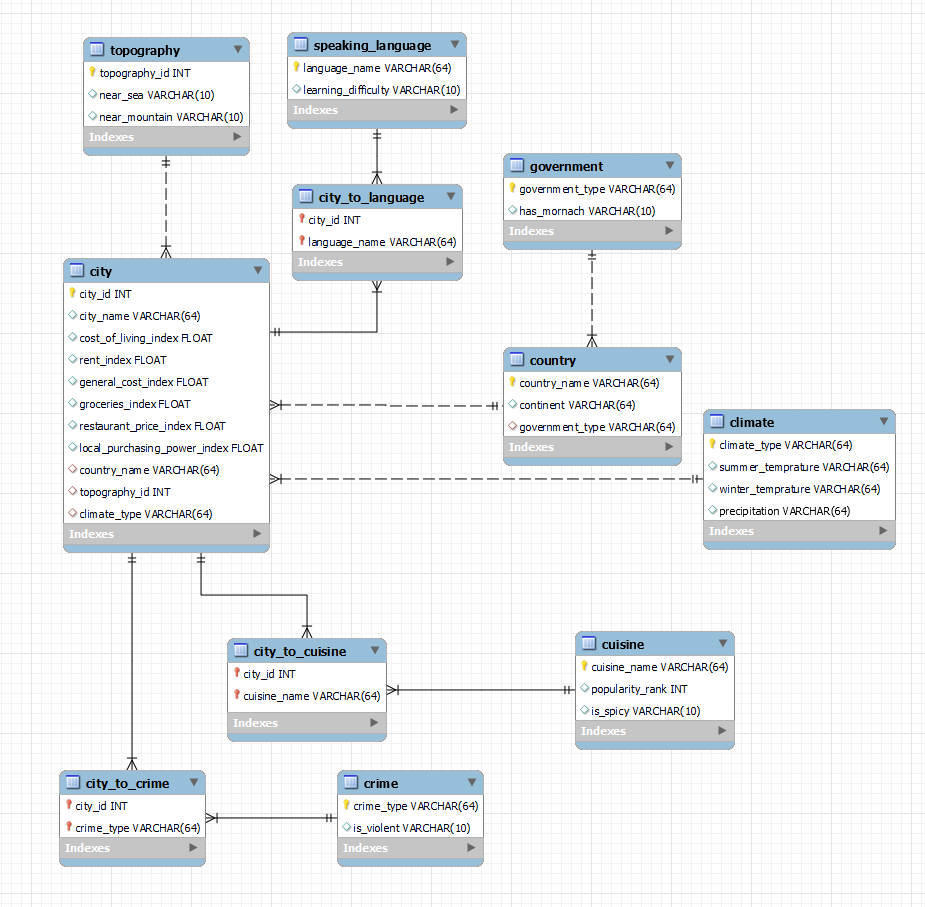 topography
topography_id INT
near_sea VARCHAR(10)
near_mountain VARCHAR(10)
Indexes
speaking_language
language_name VARCHAR(64)
learning_difficulty VARCHAR(10)
Indexes
city_to_language
city_id INT
language_name VARCHAR(64)
Indexes
government
government_type VARCHAR(64)
has_mornach VARCHAR(10)
Indexes
city
city_id INT
city_name VARCHAR(64)
cost_of_living_index FLOAT
rent_index FLOAT
general_cost_index FLOAT
groceries_index FLOAT
restaurant_price_index FLOAT
local_purchasing_power_index FLOAT
country_name VARCHAR(64)
topography_id INT
climate_type VARCHAR(64)
Indexes
country
country_name VARCHAR(64)
continent VARCHAR(64)
government_type VARCHAR(64)
Indexes
climate
climate_type VARCHAR(64)
summer_temprature VARCHAR(64)
winter_temprature VARCHAR(64)
precipitation VARCHAR(64)
Indexes
city_to_cuisine
city_id INT
cuisine_name VARCHAR(64)
Indexes
cuisine
cuisine_name VARCHAR(64)
popularity_rank INT
is_spicy VARCHAR(10)
Indexes
city_to_crime
city_id INT
crime_type VARCHAR(64)
Indexes
crime
crime_type VARCHAR(64)
is_violent VARCHAR(10)
Indexes